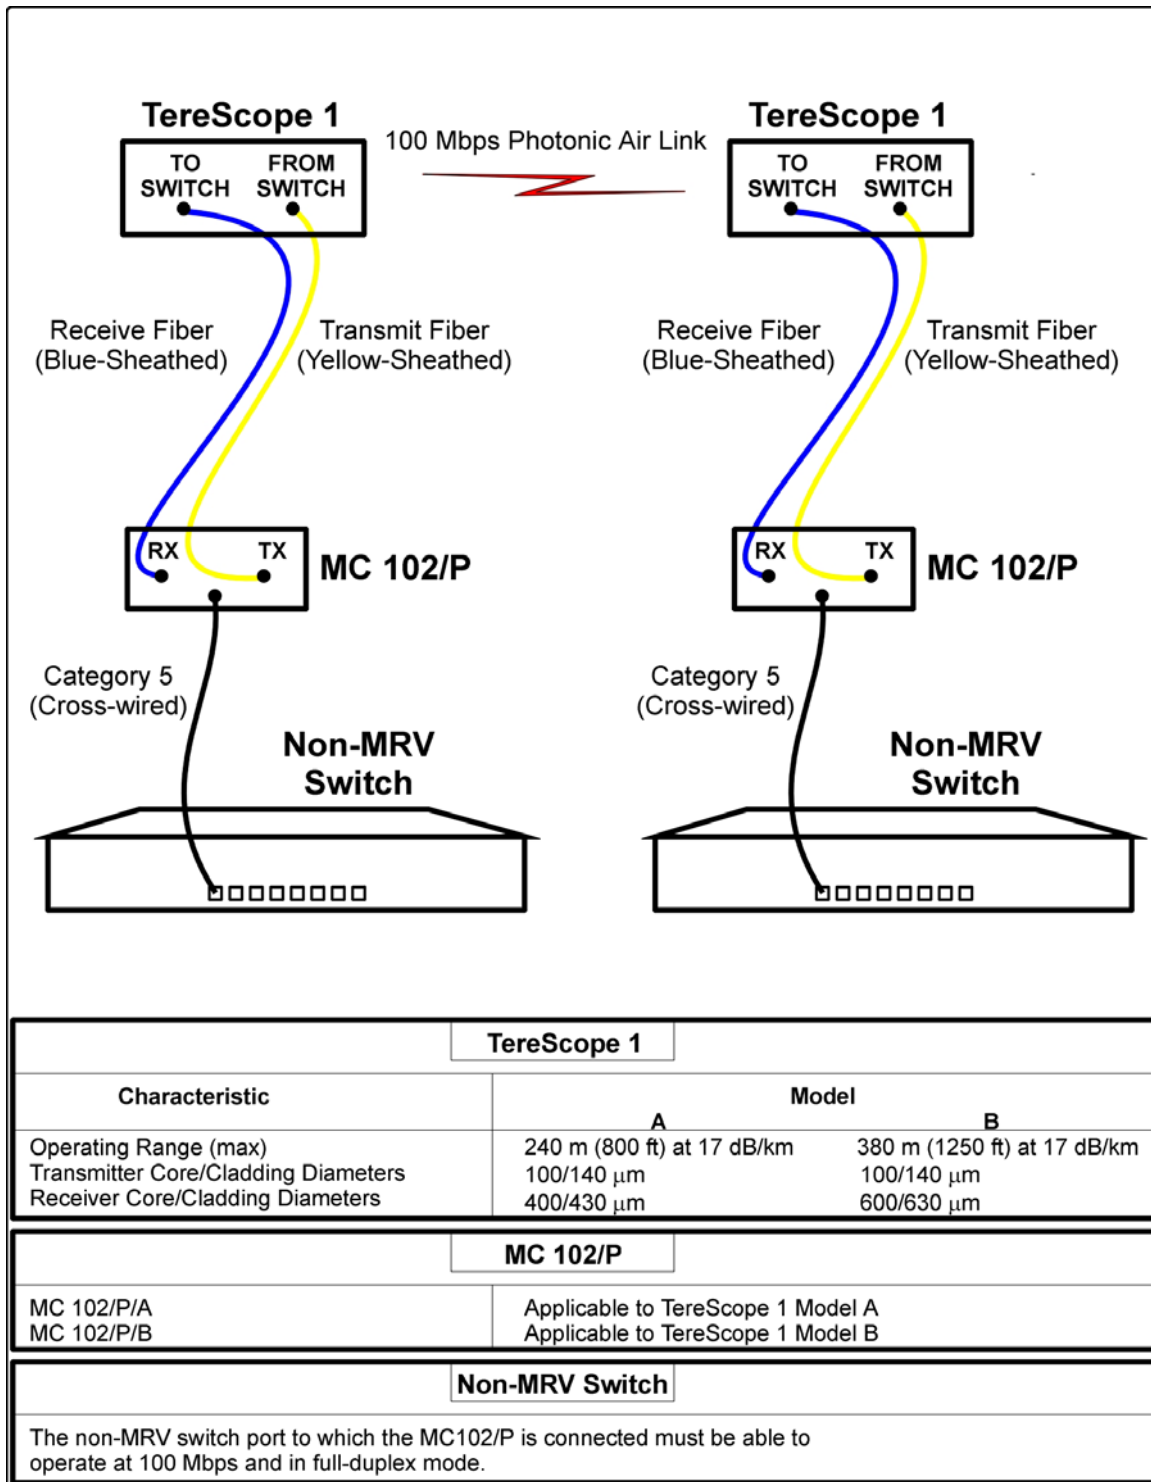 TereScope 1
TO SWITCH
FROM SWITCH
100 Mbps Photonic Air Link
TereScope 1
TO SWITCH
FROM SWITCH
Receive Fiber
(Blue-Sheathed)
Transmit Fiber
(Yellow-Sheathed)
Receive Fiber
(Blue-Sheathed)
Transmit Fiber
(Yellow-Sheathed)
RX TX
MC 102/P
RX TX
MC 102/P
Category 5
(Cross-wired)
Category 5
(Cross-wired)
Non-MRV
Switch
Non-MRV
Switch
TereScope 1
Characteristic Model
A B
Operating Range (max) 240 m (800 ft) at 17 dB/km 380 m (1250 ft) at 17 dB/km
Transmitter Core/Cladding Diameters 100/140 μm 100/140 μm
Receiver Core/Cladding Diameters 400/430 μm 600/630 μm
MC 102/P
MC 102/P/A Applicable to TereScope 1 Model A
MC 102/P/B Applicable to TereScope 1 Model B
Non-MRV Switch
The non-MRV switch port to which the MC102/P is connected must be able to
operate at 100 Mbps and in full-duplex mode.